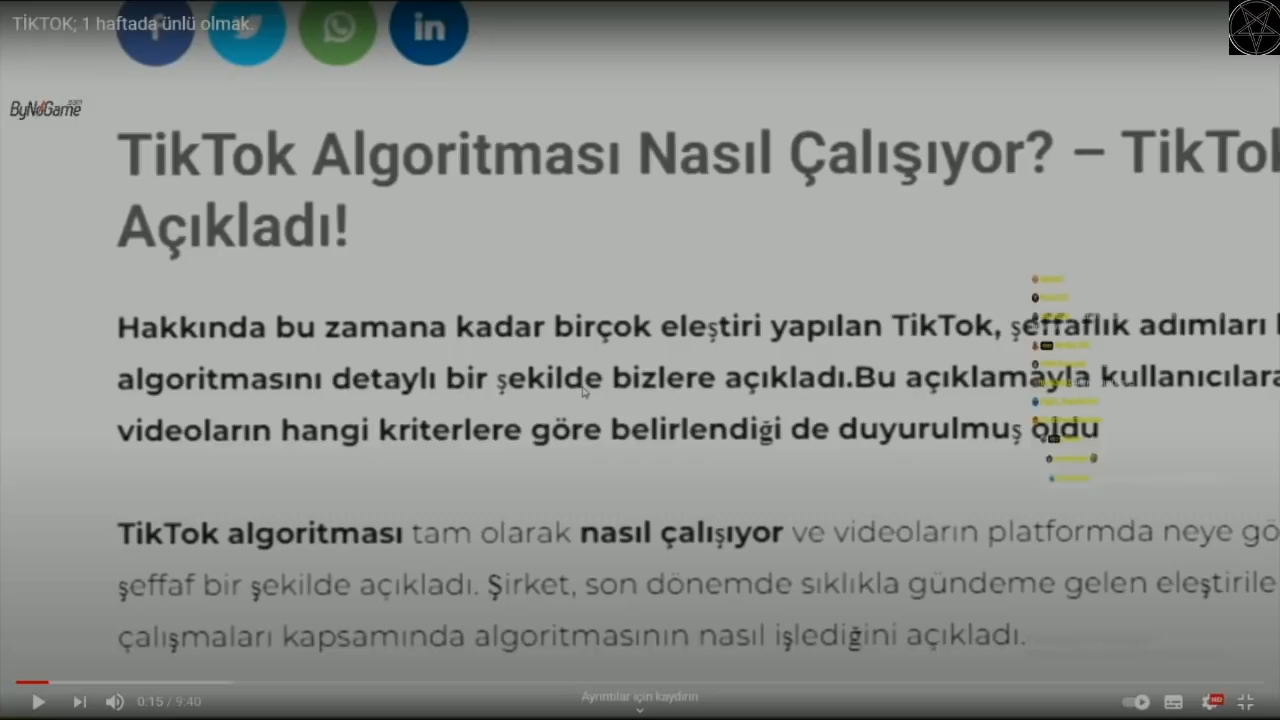 TİKTOK; 1 haftada ünlü olmak.
ByNoGame.com
TikTok Algoritması Nasıl Çalışıyor? – TikTok
Açıkladı!
Hakkında bu zamana kadar birçok eleştiri yapılan TikTok, şeffaflık adımları
algoritmasını detaylı bir şekilde bizlere açıkladı.Bu açıklamayla kullanıcılara
videoların hangi kriterlere göre belirlendiği de duyurulmuş oldu
TikTok algoritması tam olarak nasıl çalışıyor ve videoların platformda neye gö
şeffaf bir şekilde açıkladı. Şirket, son dönemde sıklıkla gündeme gelen eleştirile
çalışmaları kapsamında algoritmasının nasıl işlediğini açıkladı.
Ayrıntılar için kaydırın
0:15 / 9:40
HD